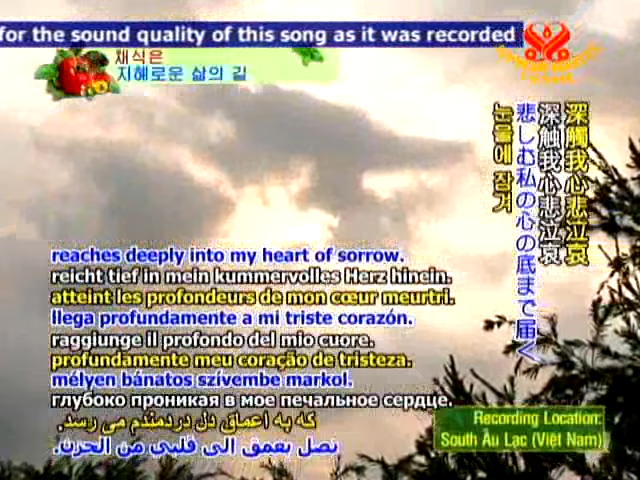 for the sound quality of this song as it was recorded
채식은
지혜로운 삶의 길
深觸我心悲泣哀
深触我心悲泣哀
悲しむ私の心の底まで届く
눈물에 잠겨
reaches deeply into my heart of sorrow.
reicht tief in mein kummervolles Herz hinein.
atteint les profondeurs de mon cœur meurtri.
llega profundamente a mi triste corazón.
raggiunge il profondo del mio cuore.
profundamente meu coração de tristeza.
mélyen bánatos szívembe markol.
глубоко проникая в мое печальное сердце.
که به اعماق دل دردمندم می رسد.
تصل بعمق الى قلبي من الحزن.
Recording Location:
South Âu Lạc (Việt Nam)